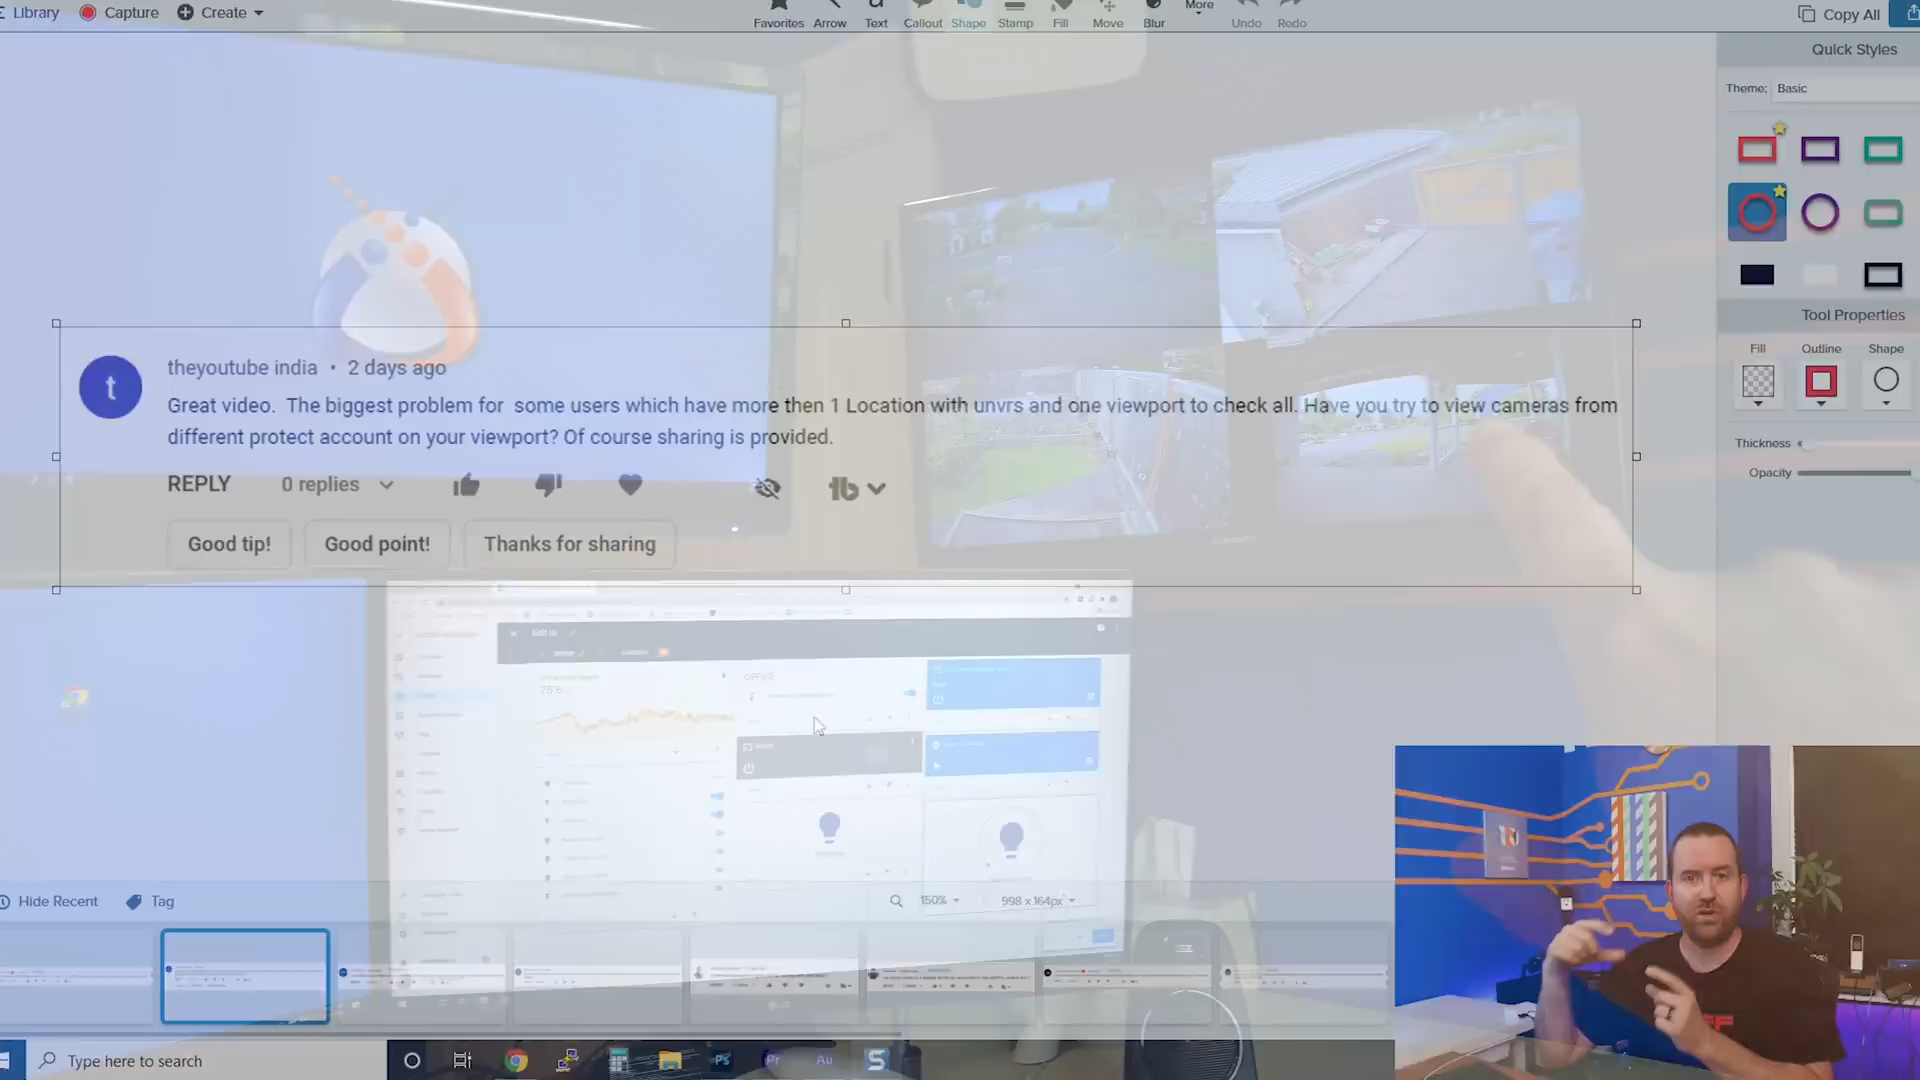 Library
Capture
Create
Favorites
Arrow
Text
Callout
Shape
Stamp
Fill
Move
Blur
More
Undo
Redo
Copy All
Quick Styles
Theme:
Basic
Tool Properties
Fill
Outline
Shape
Thickness
Opacity
t
theyoutube india • 2 days ago
Great video.  The biggest problem for  some users which have more then 1 Location with unvrs and one viewport to check all. Have you try to view cameras from
different protect account on your viewport? Of course sharing is provided.
REPLY
0 replies
Good tip!
Good point!
Thanks for sharing
OFFICE
Hide Recent
Tag
150%
998 x 164px
Type here to search
Ps
Pr
Au
S